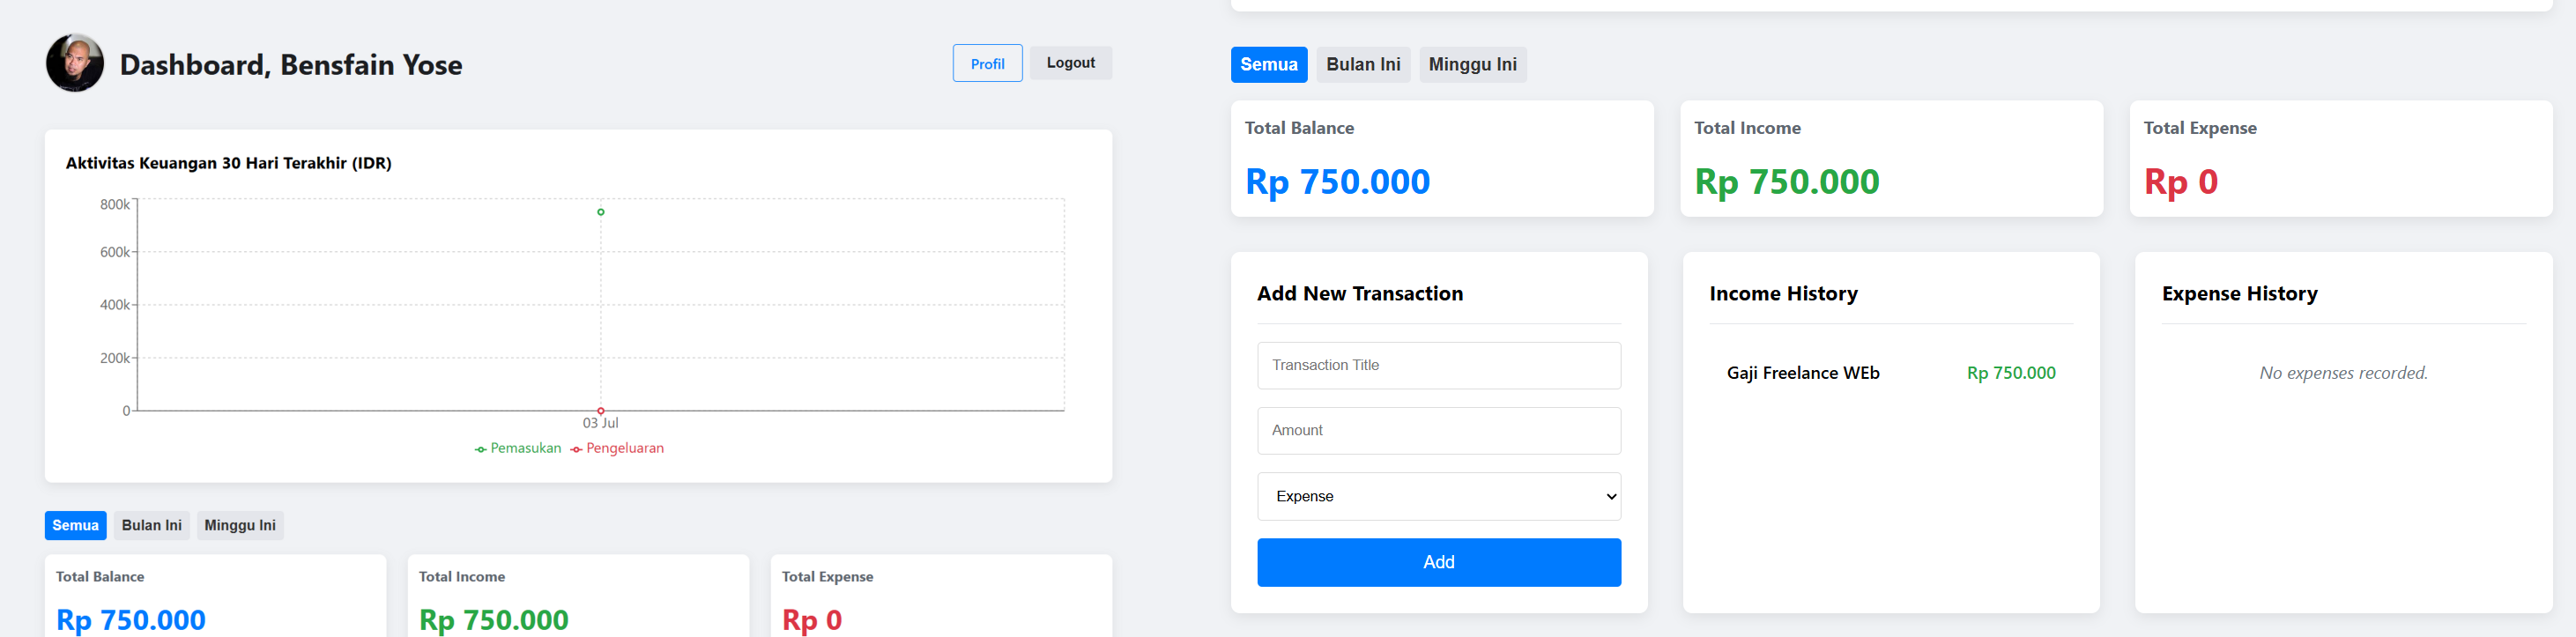 Dashboard, Bensfain Yose
Profil
Logout
Aktivitas Keuangan 30 Hari Terakhir (IDR)
800k
600k
400k
200k
0
03 Jul
Pemasukan
Pengeluaran
Semua
Bulan Ini
Minggu Ini
Total Balance
Rp 750.000
Total Income
Rp 750.000
Total Expense
Rp 0
Semua
Bulan Ini
Minggu Ini
Total Balance
Rp 750.000
Total Income
Rp 750.000
Total Expense
Rp 0
Add New Transaction
Transaction Title
Amount
Expense
Add
Income History
Gaji Freelance WEb
Rp 750.000
Expense History
No expenses recorded.